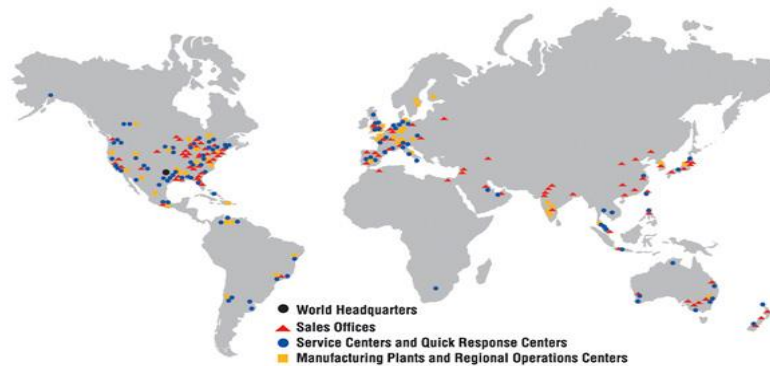 World Headquarters
Sales Offices
Service Centers and Quick Response Centers
Manufacturing Plants and Regional Operations Centers